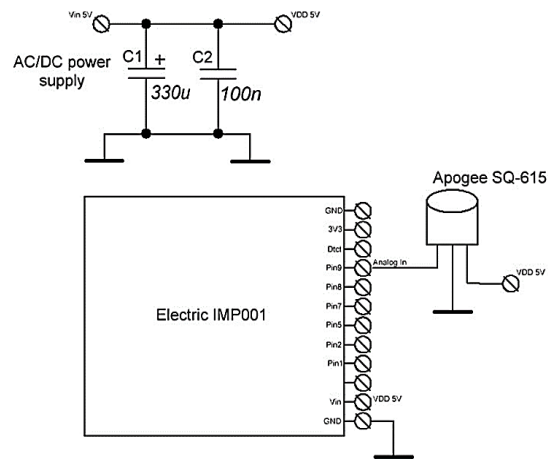 Vin 5V
VDD 5V
AC/DC power
supply
C1
+
C2
330u
100n
Apogee SQ-615
GND
3V3
Dtct
Pin9
Analog In
Pin8
VDD 5V
Pin7
Electric IMP001
Pin5
Pin2
Pin1
Vin
VDD 5V
GND